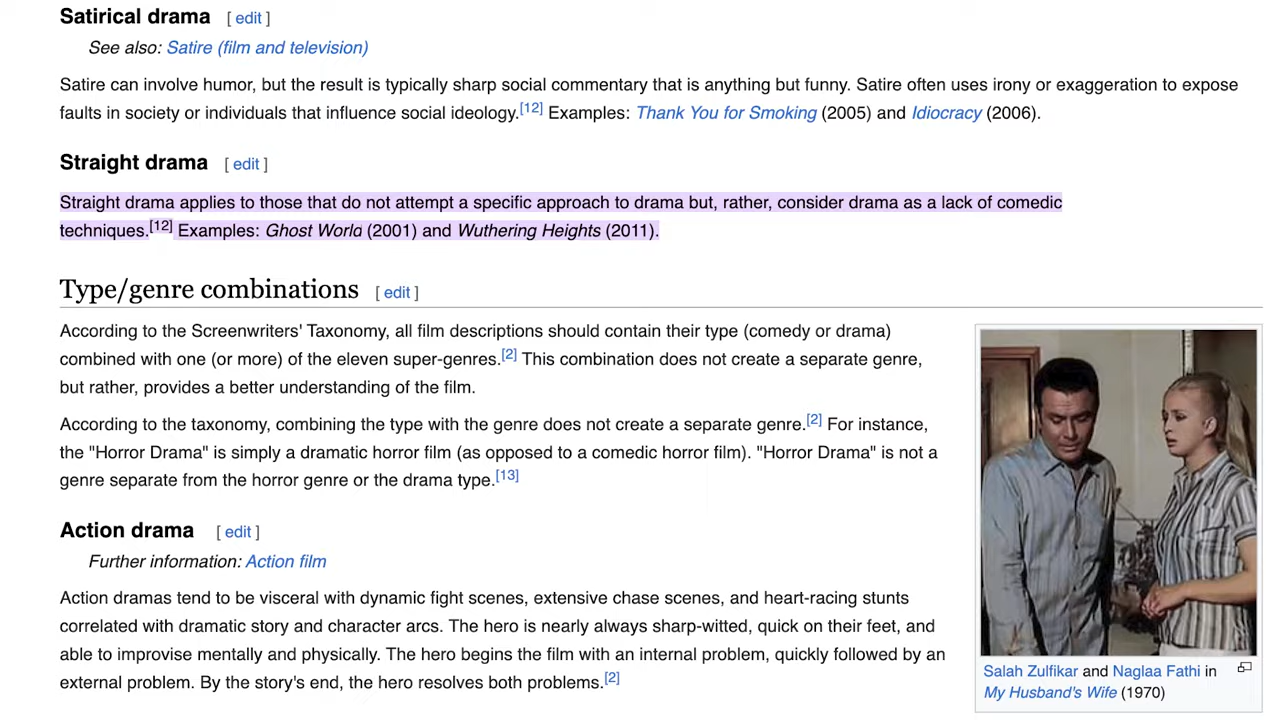 Satirical drama [ edit ]
See also: Satire (film and television)
Satire can involve humor, but the result is typically sharp social commentary that is anything but funny. Satire often uses irony or exaggeration to expose
faults in society or individuals that influence social ideology.[12] Examples: Thank You for Smoking (2005) and Idiocracy (2006).
Straight drama [ edit ]
Straight drama applies to those that do not attempt a specific approach to drama but, rather, consider drama as a lack of comedic
techniques.[12] Examples: Ghost World (2001) and Wuthering Heights (2011).
Type/genre combinations [ edit ]
According to the Screenwriters' Taxonomy, all film descriptions should contain their type (comedy or drama)
combined with one (or more) of the eleven super-genres.[2] This combination does not create a separate genre,
but rather, provides a better understanding of the film.
According to the taxonomy, combining the type with the genre does not create a separate genre.[2] For instance,
the "Horror Drama" is simply a dramatic horror film (as opposed to a comedic horror film). "Horror Drama" is not a
genre separate from the horror genre or the drama type.[13]
Action drama [ edit ]
Further information: Action film
Action dramas tend to be visceral with dynamic fight scenes, extensive chase scenes, and heart-racing stunts
correlated with dramatic story and character arcs. The hero is nearly always sharp-witted, quick on their feet, and
able to improvise mentally and physically. The hero begins the film with an internal problem, quickly followed by an
external problem. By the story's end, the hero resolves both problems.[2]
Salah Zulfikar and Naglaa Fathi in
My Husband's Wife (1970)